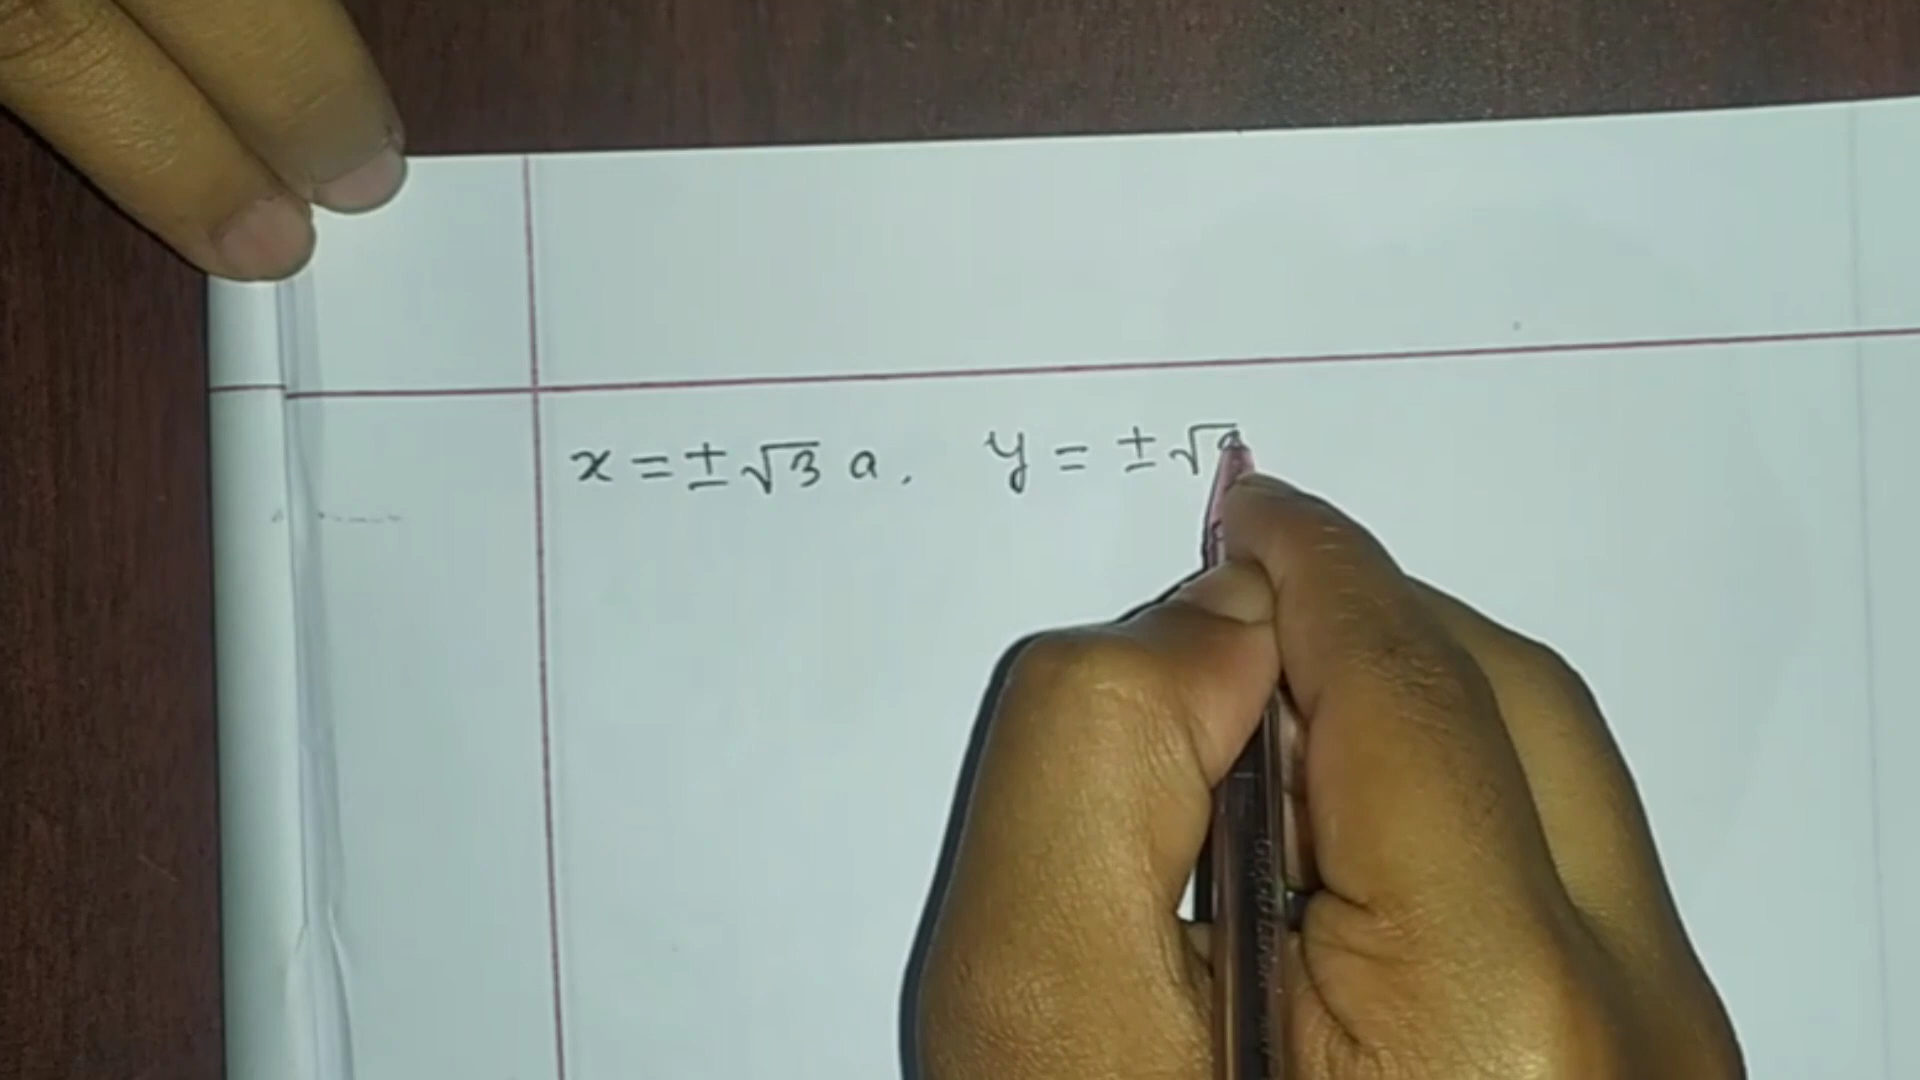 x = ± √3 a, y = ± √